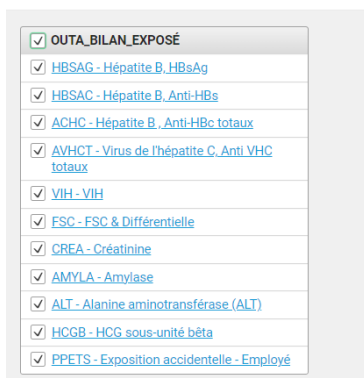 OUTA_BILAN_EXPOSÉ
HBSAG - Hépatite B, HBsAg
HBSAC - Hépatite B, Anti-HBs
ACHC - Hépatite B , Anti-HBc totaux
AVHCT - Virus de l'hépatite C, Anti VHC
totaux
VIH - VIH
FSC - FSC & Différentielle
CREA - Créatinine
AMYLA - Amylase
ALT - Alanine aminotransférase (ALT)
HCGB - HCG sous-unité bêta
PPETS - Exposition accidentelle - Employé